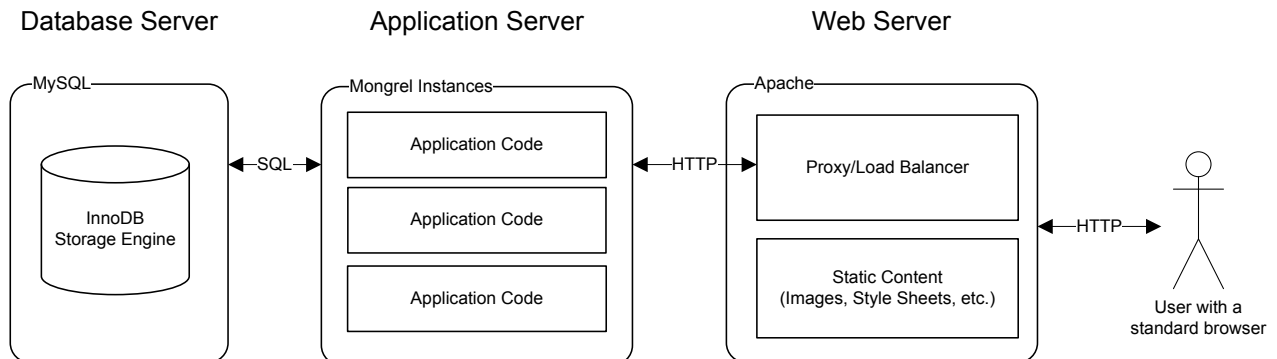 Database Server
Application Server
Web Server
MySQL
InnoDB
Storage Engine
SQL
Mongrel Instances
Application Code
Application Code
Application Code
HTTP
Apache
Proxy/Load Balancer
Static Content
(Images, Style Sheets, etc.)
HTTP
User with a
standard browser